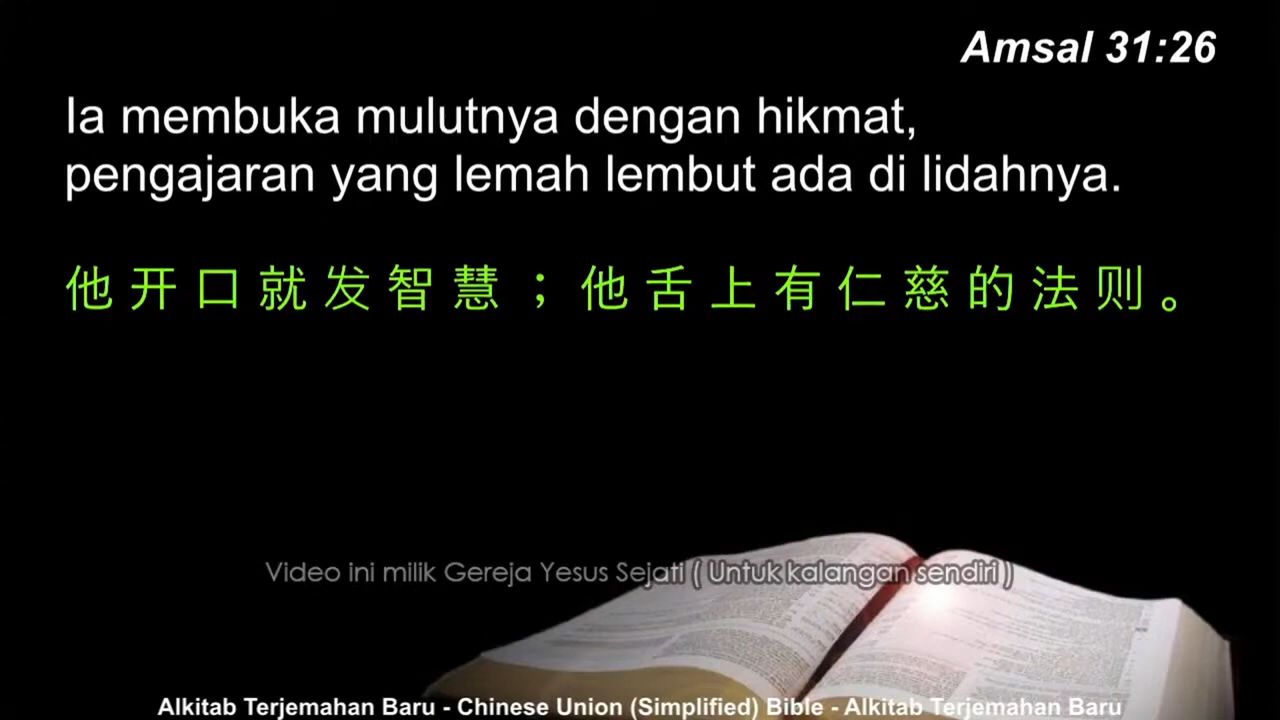 Amsal 31:26
Ia membuka mulutnya dengan hikmat,
pengajaran yang lemah lembut ada di lidahnya.
他开口就发智慧；他舌上有仁慈的法则。
Video ini milik Gereja Yesus Sejati ( Untuk kalangan sendiri )
Alkitab Terjemahan Baru - Chinese Union (Simplified) Bible - Alkitab Terjemahan Baru